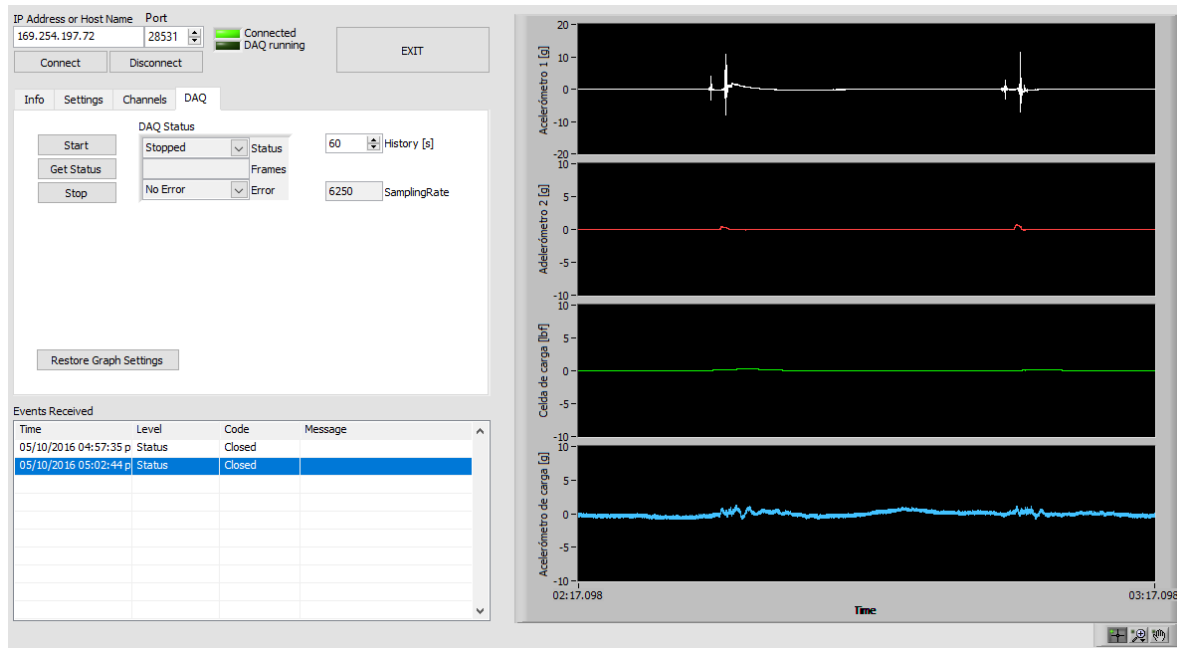 IP Address or Host Name Port
169.254.197.72 28531 Connected
DAQ running
EXIT
Connect Disconnect
Info Settings Channels DAQ
DAQ Status
Start Stopped Status 60 History [s]
Get Status Frames
Stop No Error Error 6250 SamplingRate
Restore Graph Settings
Events Received
Time Level Code Message
05/10/2016 04:57:35 p Status Closed
05/10/2016 05:02:44 p Status Closed
Acelerómetro 1 [g]
20
10
0
-10
-20
Adelerómetro 2 [g]
10
5
0
-5
-10
Celda de carga [lbf]
10
5
0
-5
-10
Acelerómetro de carga [g]
10
5
0
-5
-10
02:17.098 03:17.098
Time